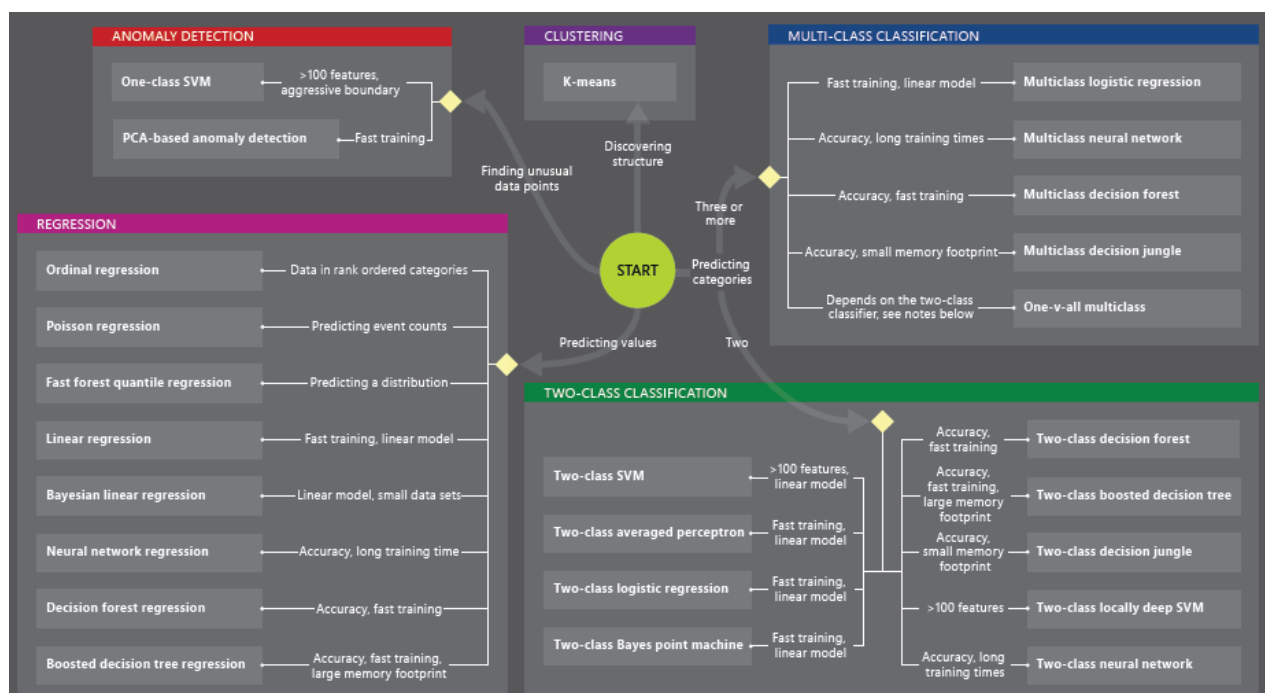 ANOMALY DETECTION
One-class SVM
>100 features,
aggressive boundary
PCA-based anomaly detection
Fast training
CLUSTERING
K-means
MULTI-CLASS CLASSIFICATION
Fast training, linear model
Multiclass logistic regression
Accuracy, long training times
Multiclass neural network
Accuracy, fast training
Multiclass decision forest
Accuracy, small memory footprint
Multiclass decision jungle
Depends on the two-class
classifier, see notes below
One-v-all multiclass
Finding unusual
data points
Discovering
structure
Three or
more
START
Predicting
categories
Predicting values
Two
REGRESSION
Ordinal regression
Data in rank ordered categories
Poisson regression
Predicting event counts
Fast forest quantile regression
Predicting a distribution
Linear regression
Fast training, linear model
Bayesian linear regression
Linear model, small data sets
Neural network regression
Accuracy, long training time
Decision forest regression
Accuracy, fast training
Boosted decision tree regression
Accuracy, fast training,
large memory footprint
TWO-CLASS CLASSIFICATION
Two-class SVM
>100 features,
linear model
Two-class averaged perceptron
Fast training,
linear model
Two-class logistic regression
Fast training,
linear model
Two-class Bayes point machine
Fast training,
linear model
Accuracy,
fast training
Two-class decision forest
Accuracy,
fast training,
large memory
footprint
Two-class boosted decision tree
Accuracy,
small memory
footprint
Two-class decision jungle
>100 features
Two-class locally deep SVM
Accuracy, long
training times
Two-class neural network